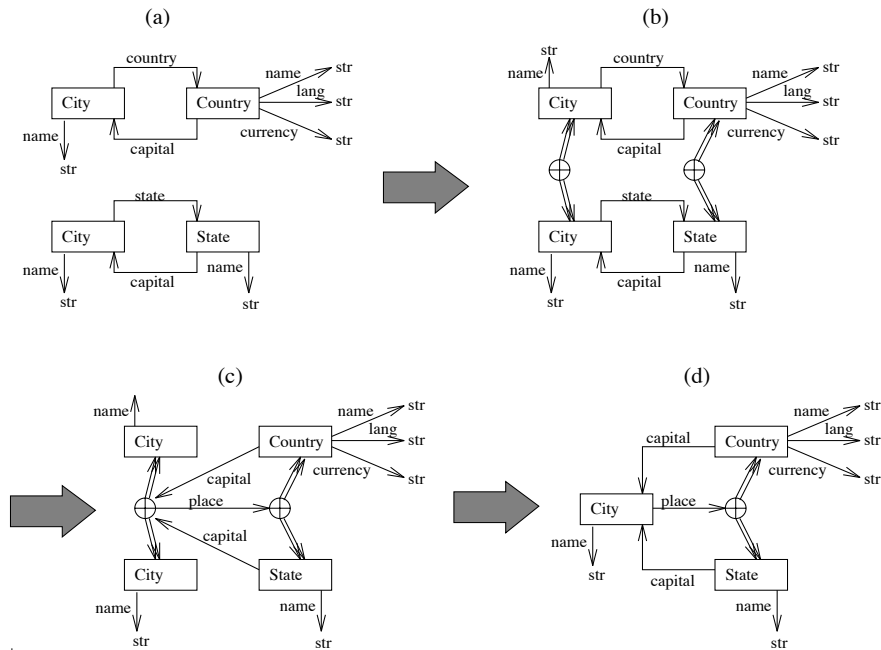 (a)
(b)
country
name
str
City
Country
lang
str
currency
str
name
str
capital
state
City
State
name
str
capital
name
str
str
name
country
name
str
City
Country
lang
str
currency
str
capital
state
City
State
name
str
capital
name
str
(c)
(d)
name
City
Country
name
str
lang
str
currency
str
capital
place
capital
City
State
name
str
name
str
capital
Country
name
str
lang
str
currency
str
City
place
name
str
capital
State
name
str